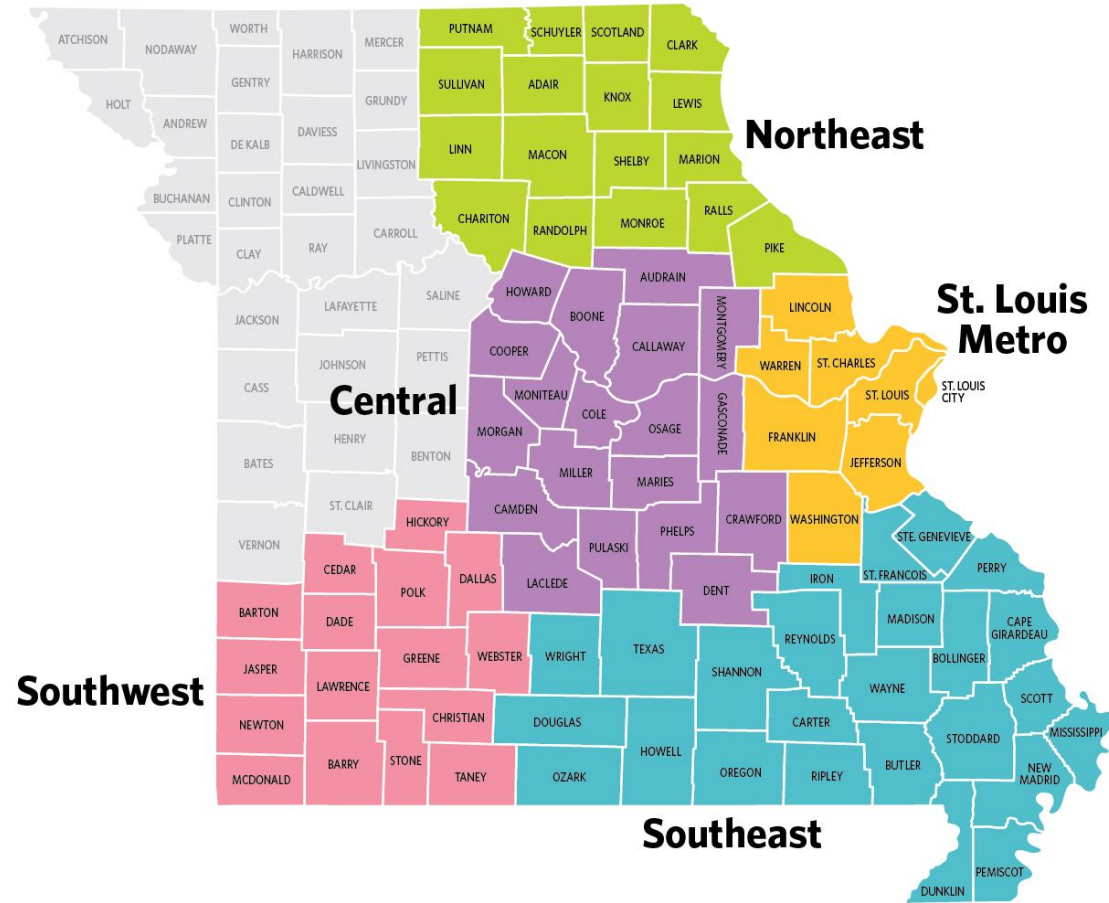 ATCHISON
NODAWAY
WORTH
HARRISON
MERCER
PUTNAM
SCHUYLER
SCOTLAND
CLARK
GENTRY
SULLIVAN
ADAIR
KNOX
LEWIS
HOLT
ANDREW
GRUNDY
DE KALB
DAVIESS
LIVINGSTON
LINN
MACON
SHELBY
MARION
Northeast
BUCHANAN
CLINTON
CALDWELL
CHARITON
RANDOLPH
MONROE
RALLS
PLATTE
CLAY
RAY
CARROLL
PIKE
AUDRAIN
JACKSON
LAFAYETTE
SALINE
HOWARD
BOONE
CALLAWAY
MONTGOMERY
LINCOLN
St. Louis
Metro
CASS
JOHNSON
PETTIS
COOPER
WARREN
ST. CHARLES
ST. LOUIS
ST. LOUIS
CITY
Central
MONITEAU
COLE
OSAGE
GASCONADE
FRANKLIN
JEFFERSON
BATES
HENRY
BENTON
MORGAN
MILLER
MARIES
VERNON
ST. CLAIR
HICKORY
CAMDEN
PULASKI
PHELPS
CRAWFORD
WASHINGTON
STE. GENEVIEVE
CEDAR
POLK
DALLAS
LACLEDE
DENT
IRON
ST. FRANCOIS
PERRY
BARTON
DADE
MADISON
CAPE
GIRARDEAU
JASPER
LAWRENCE
GREENE
WEBSTER
WRIGHT
TEXAS
SHANNON
REYNOLDS
BOLLINGER
Southwest
WAYNE
SCOTT
NEWTON
CHRISTIAN
DOUGLAS
HOWELL
CARTER
STODDARD
MISSISSIPPI
MCDONALD
BARRY
STONE
TANEY
OZARK
OREGON
RIPLEY
BUTLER
NEW
MADRID
Southeast
DUNKLIN
PEMISCOT